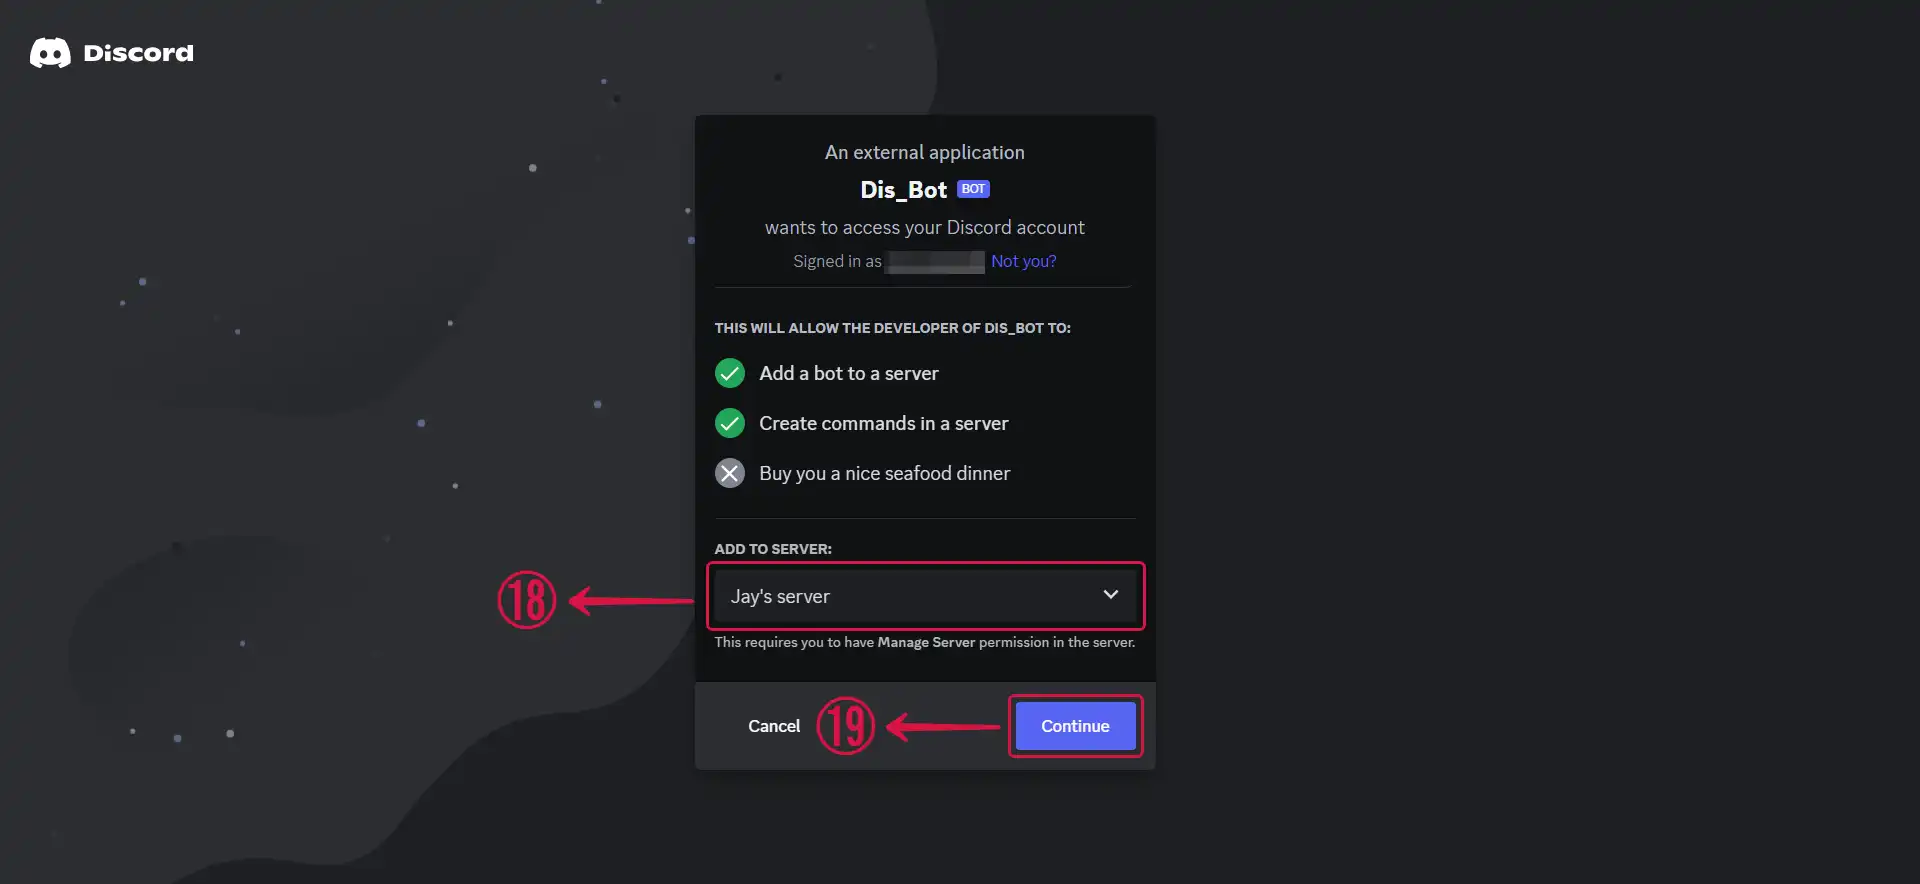 Discord
An external application
Dis_Bot BOT
wants to access your Discord account
Signed in as Not you?
THIS WILL ALLOW THE DEVELOPER OF DIS_BOT TO:
Add a bot to a server
Create commands in a server
Buy you a nice seafood dinner
ADD TO SERVER:
18
Jay's server
This requires you to have Manage Server permission in the server.
Cancel
19
Continue